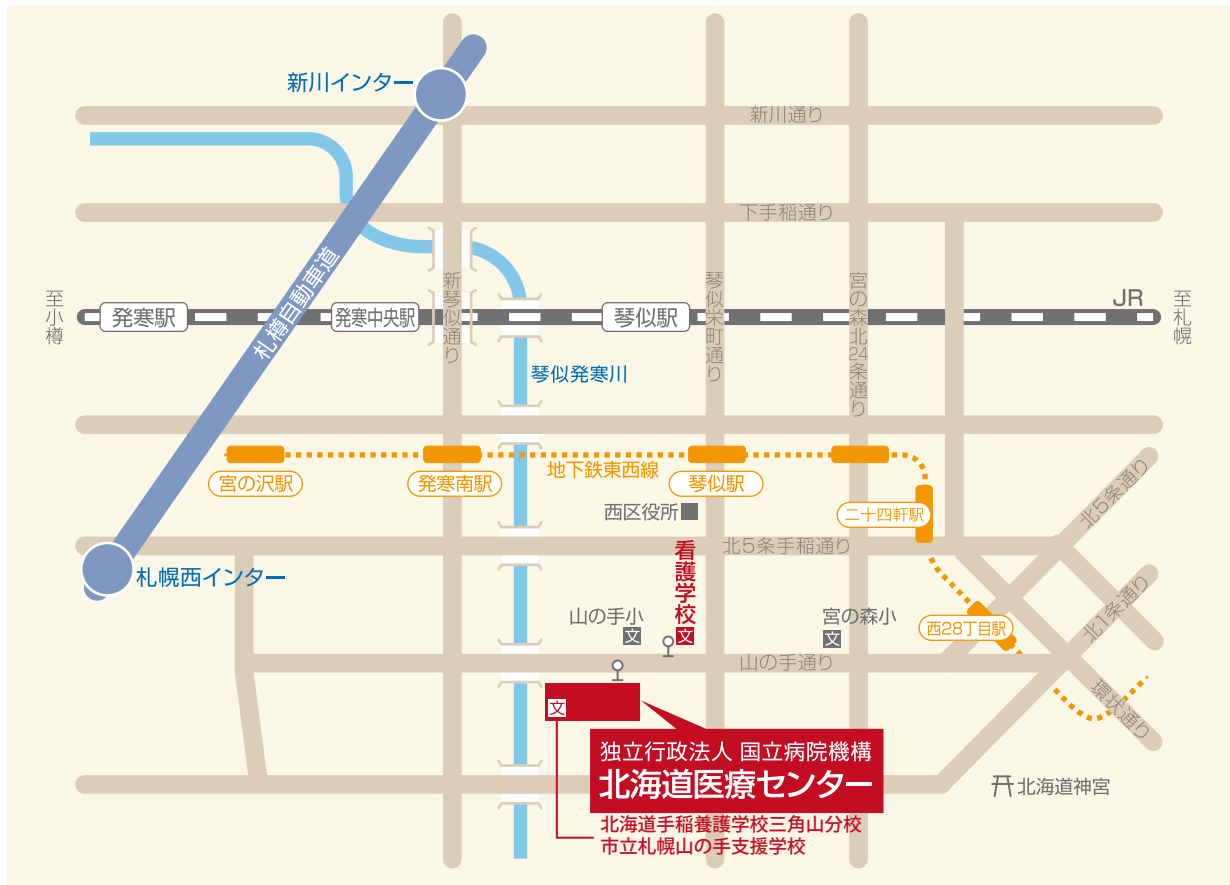 新川インター
新川通り
下手稲通り
札樽自動車道
新琴似通り
琴似栄町通り
宮の森北24条通り
至小樽
発寒駅
発寒中央駅
琴似駅
JR
至札幌
琴似発寒川
地下鉄東西線
宮の沢駅
発寒南駅
琴似駅
二十四軒駅
西区役所
北5条通り
北5条手稲通り
札幌西インター
看護学校
文
山の手小
文
宮の森小
文
西28丁目駅
北1条通り
山の手通り
環状通り
文
独立行政法人 国立病院機構
北海道医療センター
北海道神宮
北海道手稲養護学校三角山分校
市立札幌山の手支援学校